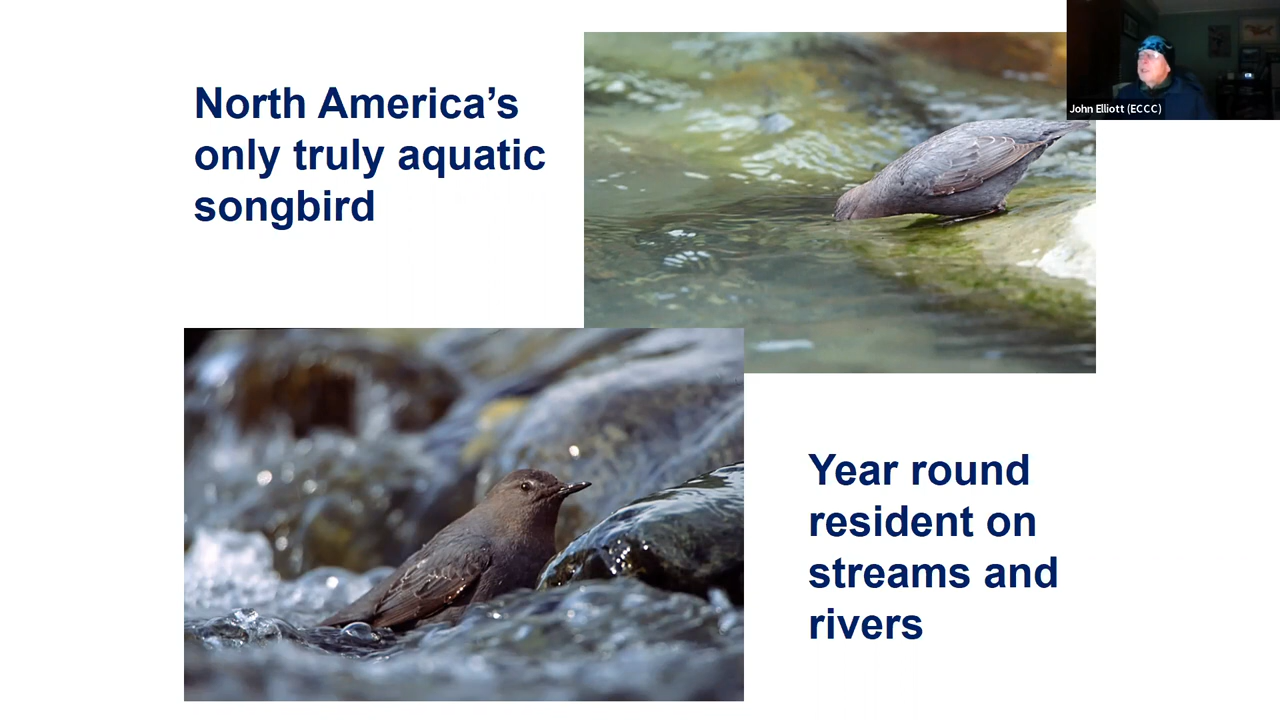 North America’s
only truly aquatic
songbird
John Elliott (ECCC)
Year round
resident on
streams and
rivers